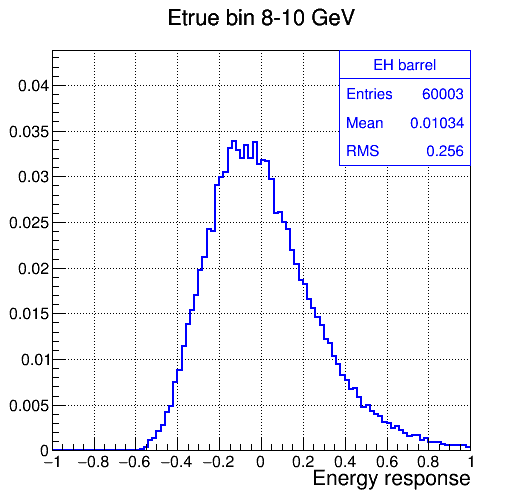 Etrue bin 8-10 GeV
EH barrel
Entries 60003
Mean 0.01034
RMS 0.256
0.04
0.035
0.03
0.025
0.02
0.015
0.01
0.005
0
−1 −0.8 −0.6 −0.4 −0.2 0 0.2 0.4 0.6 0.8 1
Energy response